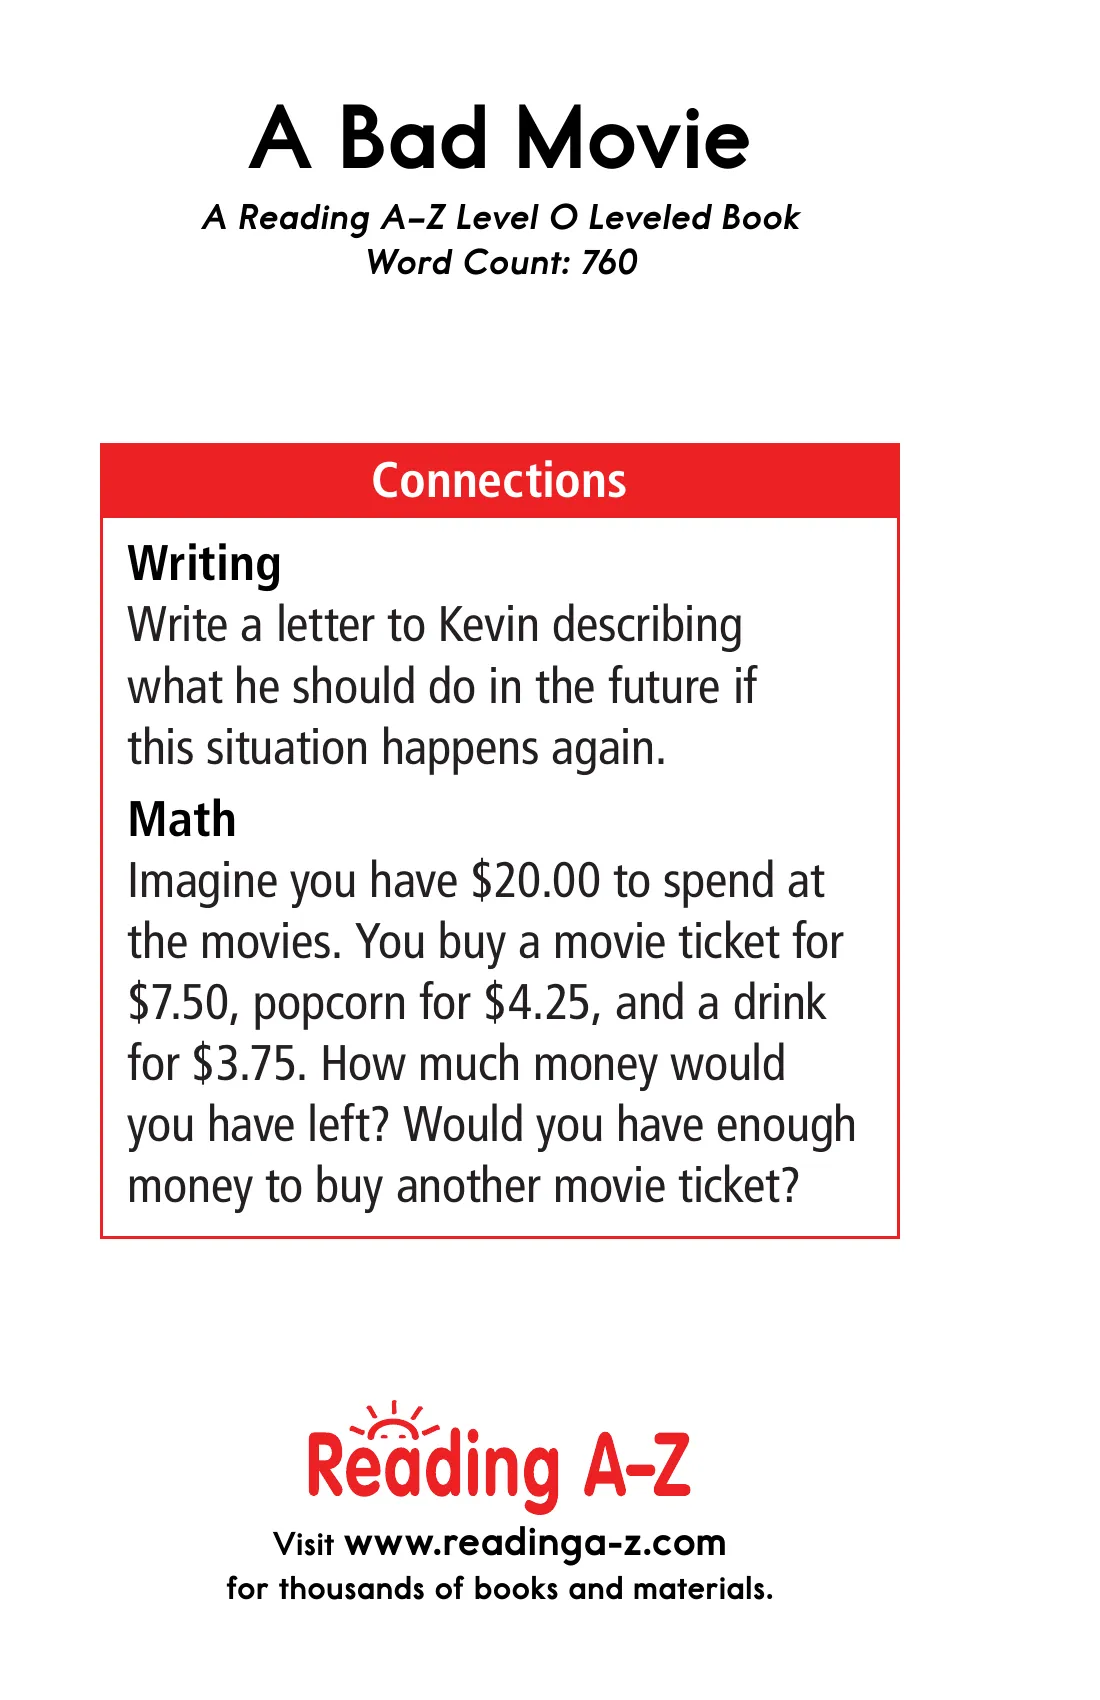 A Bad Movie
A Reading A–Z Level O Leveled Book
Word Count: 760
Connections
Writing
Write a letter to Kevin describing
what he should do in the future if
this situation happens again.
Math
Imagine you have $20.00 to spend at
the movies. You buy a movie ticket for
$7.50, popcorn for $4.25, and a drink
for $3.75. How much money would
you have left? Would you have enough
money to buy another movie ticket?
Reading A–Z
Visit www.readinga-z.com
for thousands of books and materials.